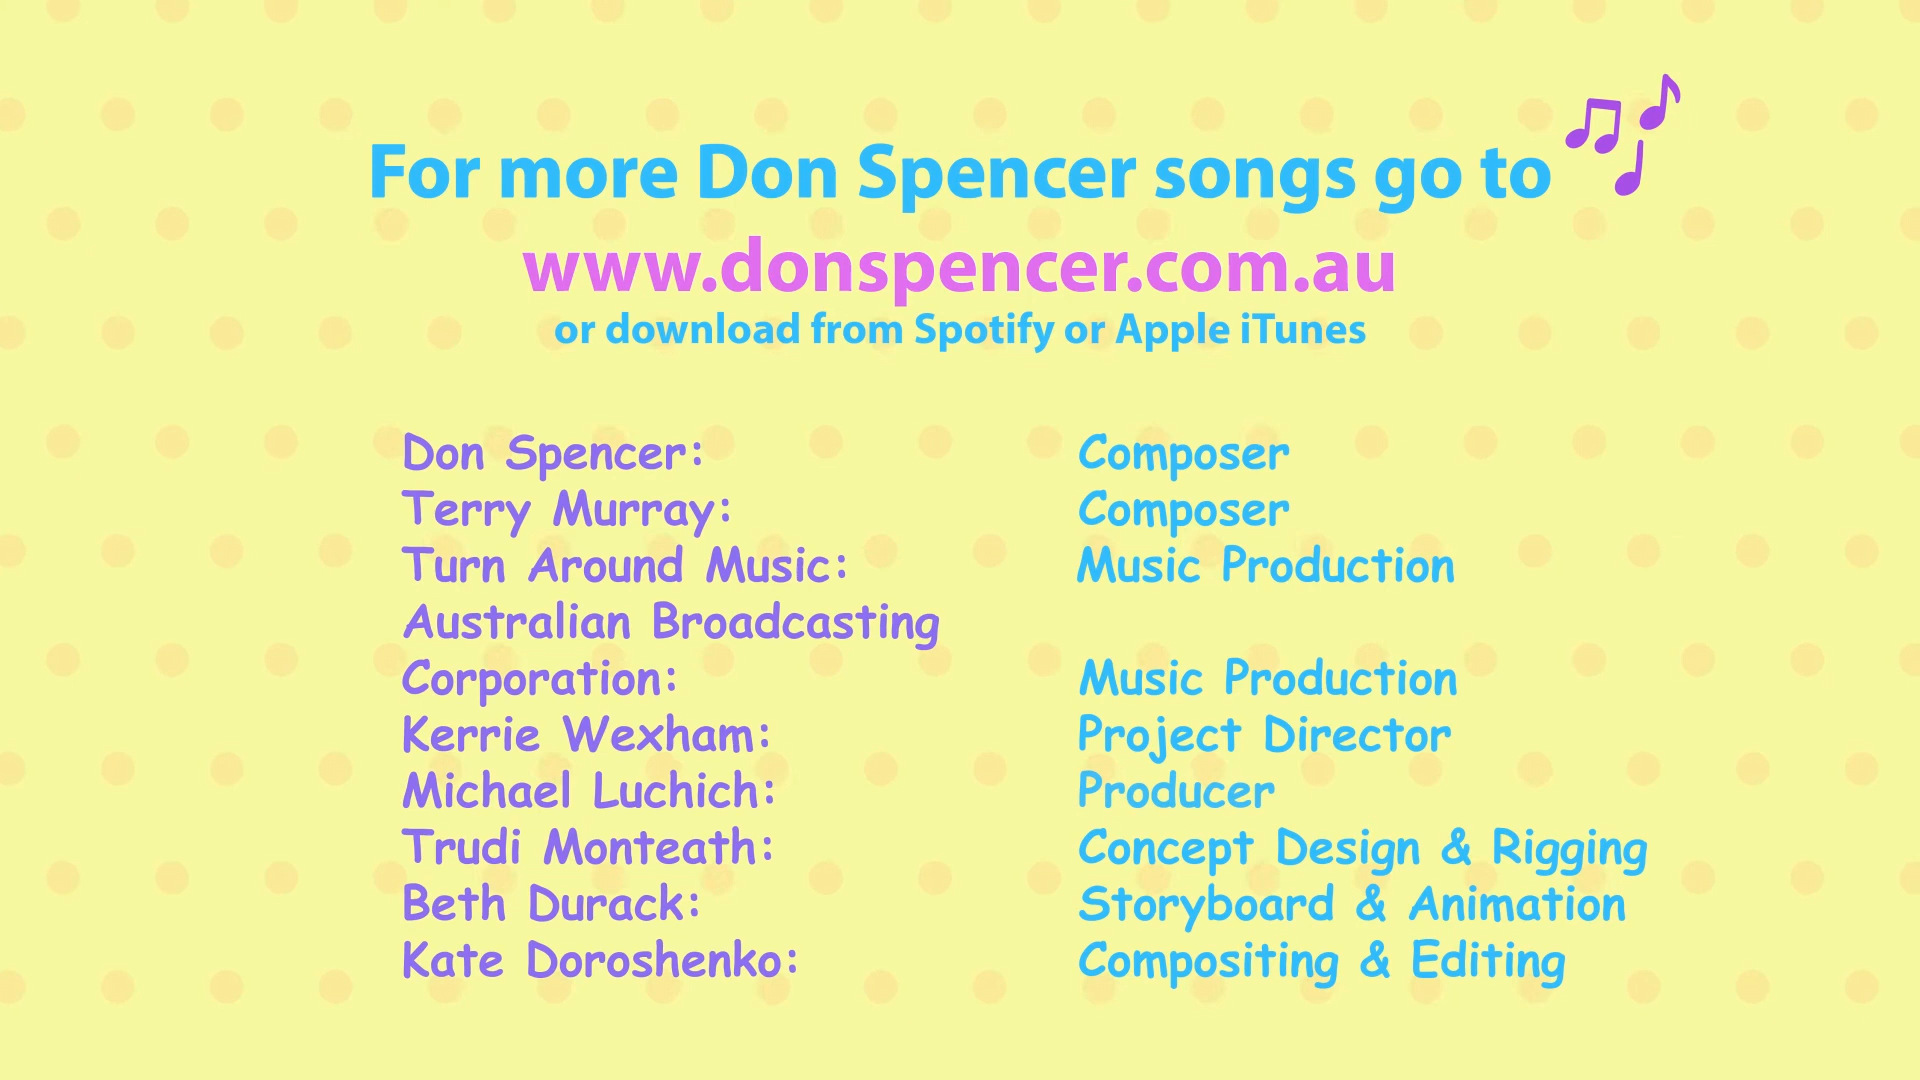 For more Don Spencer songs go to
www.donspencer.com.au
or download from Spotify or Apple iTunes
Don Spencer: Composer
Terry Murray: Composer
Turn Around Music: Music Production
Australian Broadcasting
Corporation: Music Production
Kerrie Wexham: Project Director
Michael Luchich: Producer
Trudi Monteath: Concept Design & Rigging
Beth Durack: Storyboard & Animation
Kate Doroshenko: Compositing & Editing